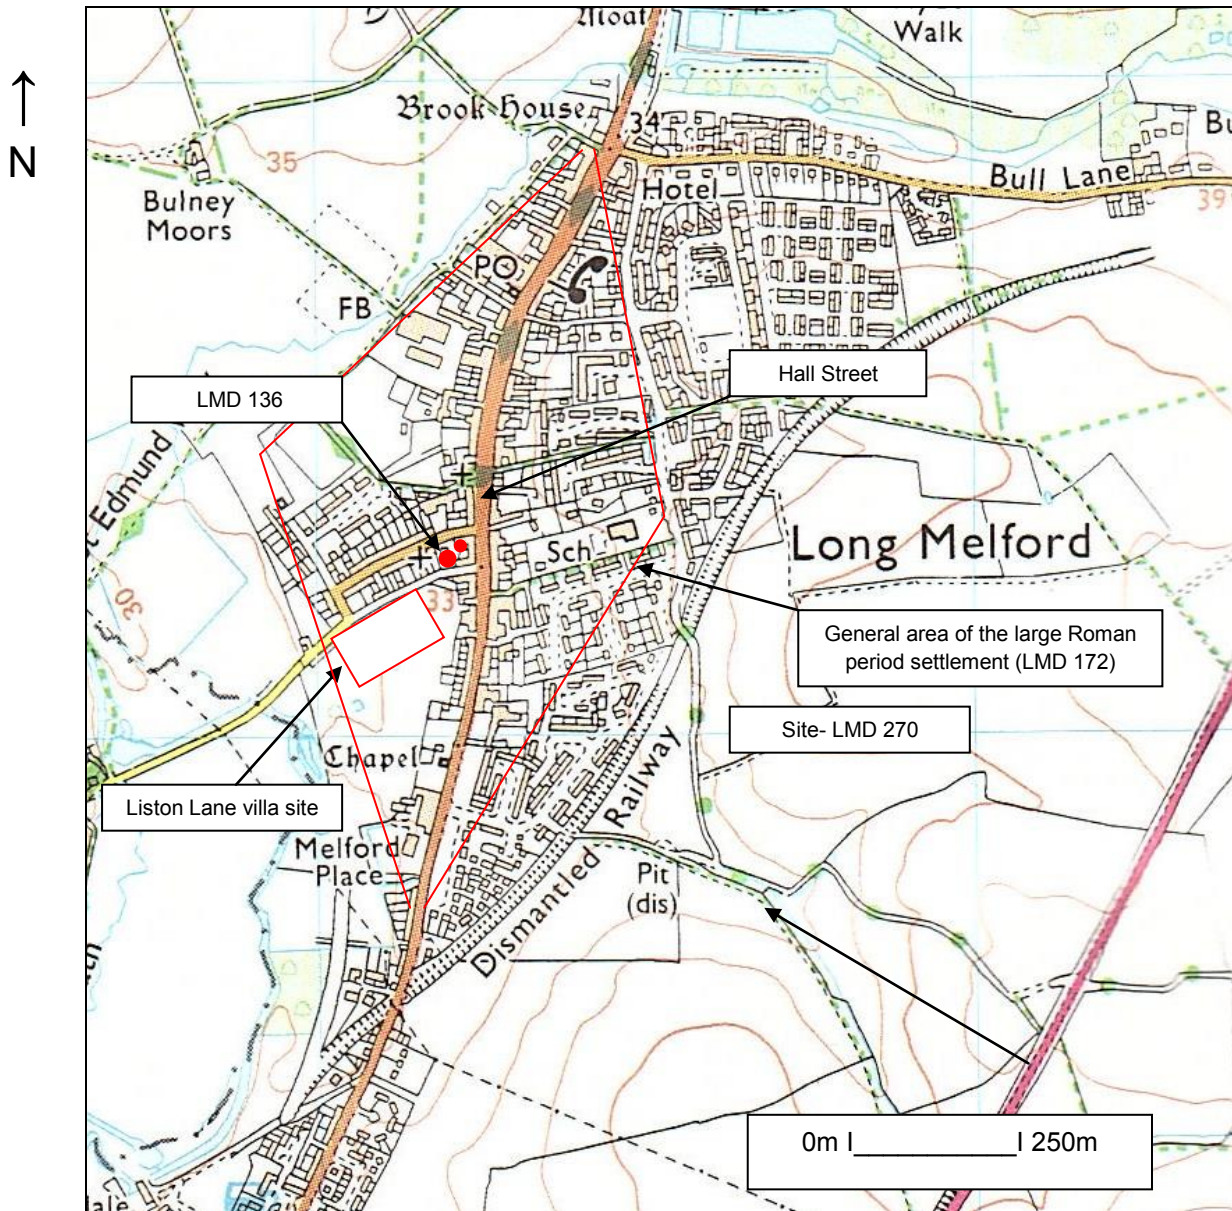 Moat
Walk
↑
N
Brook House
34
Bu
35
Hotel
Bull Lane
39
Bulney
Moors
PO
FB
Hall Street
LMD 136
Edmund
Long Melford
Sch
30
33
General area of the large Roman
period settlement (LMD 172)
Site- LMD 270
Chapel
Liston Lane villa site
Railway
Melford
Place
Pit
(dis)
Dismantled
0m I____________I 250m